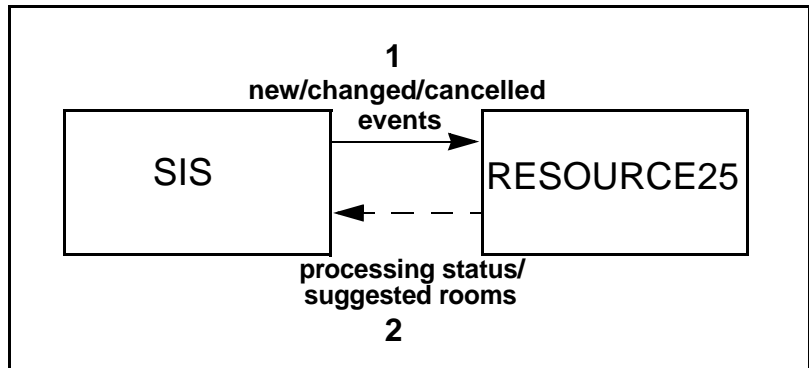 1
new/changed/cancelled
events
SIS
RESOURCE25
processing status/
suggested rooms
2